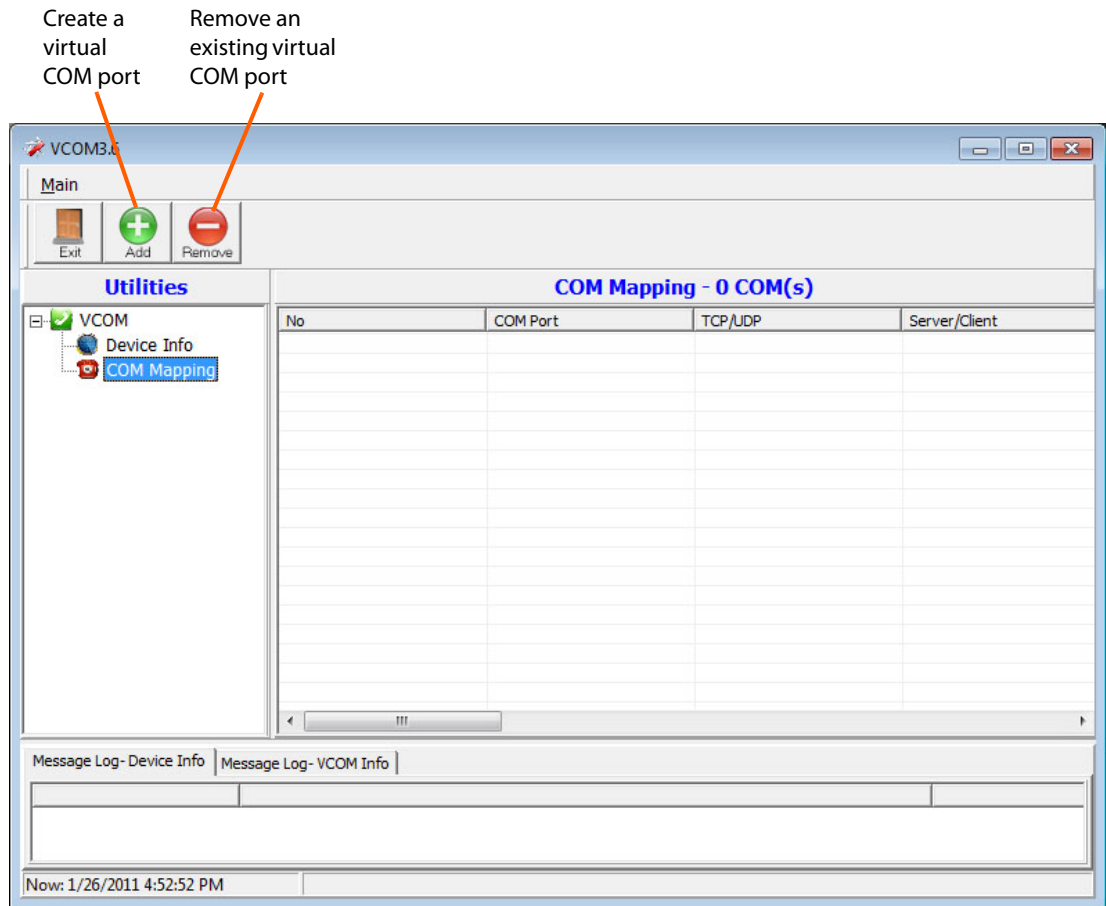 Create a
virtual
COM port
Remove an
existing virtual
COM port
VCOM3.6
Main
Exit
Add
Remove
Utilities
COM Mapping - 0 COM(s)
VCOM
Device Info
COM Mapping
No
COM Port
TCP/UDP
Server/Client
Message Log- Device Info
Message Log- VCOM Info
Now: 1/26/2011 4:52:52 PM